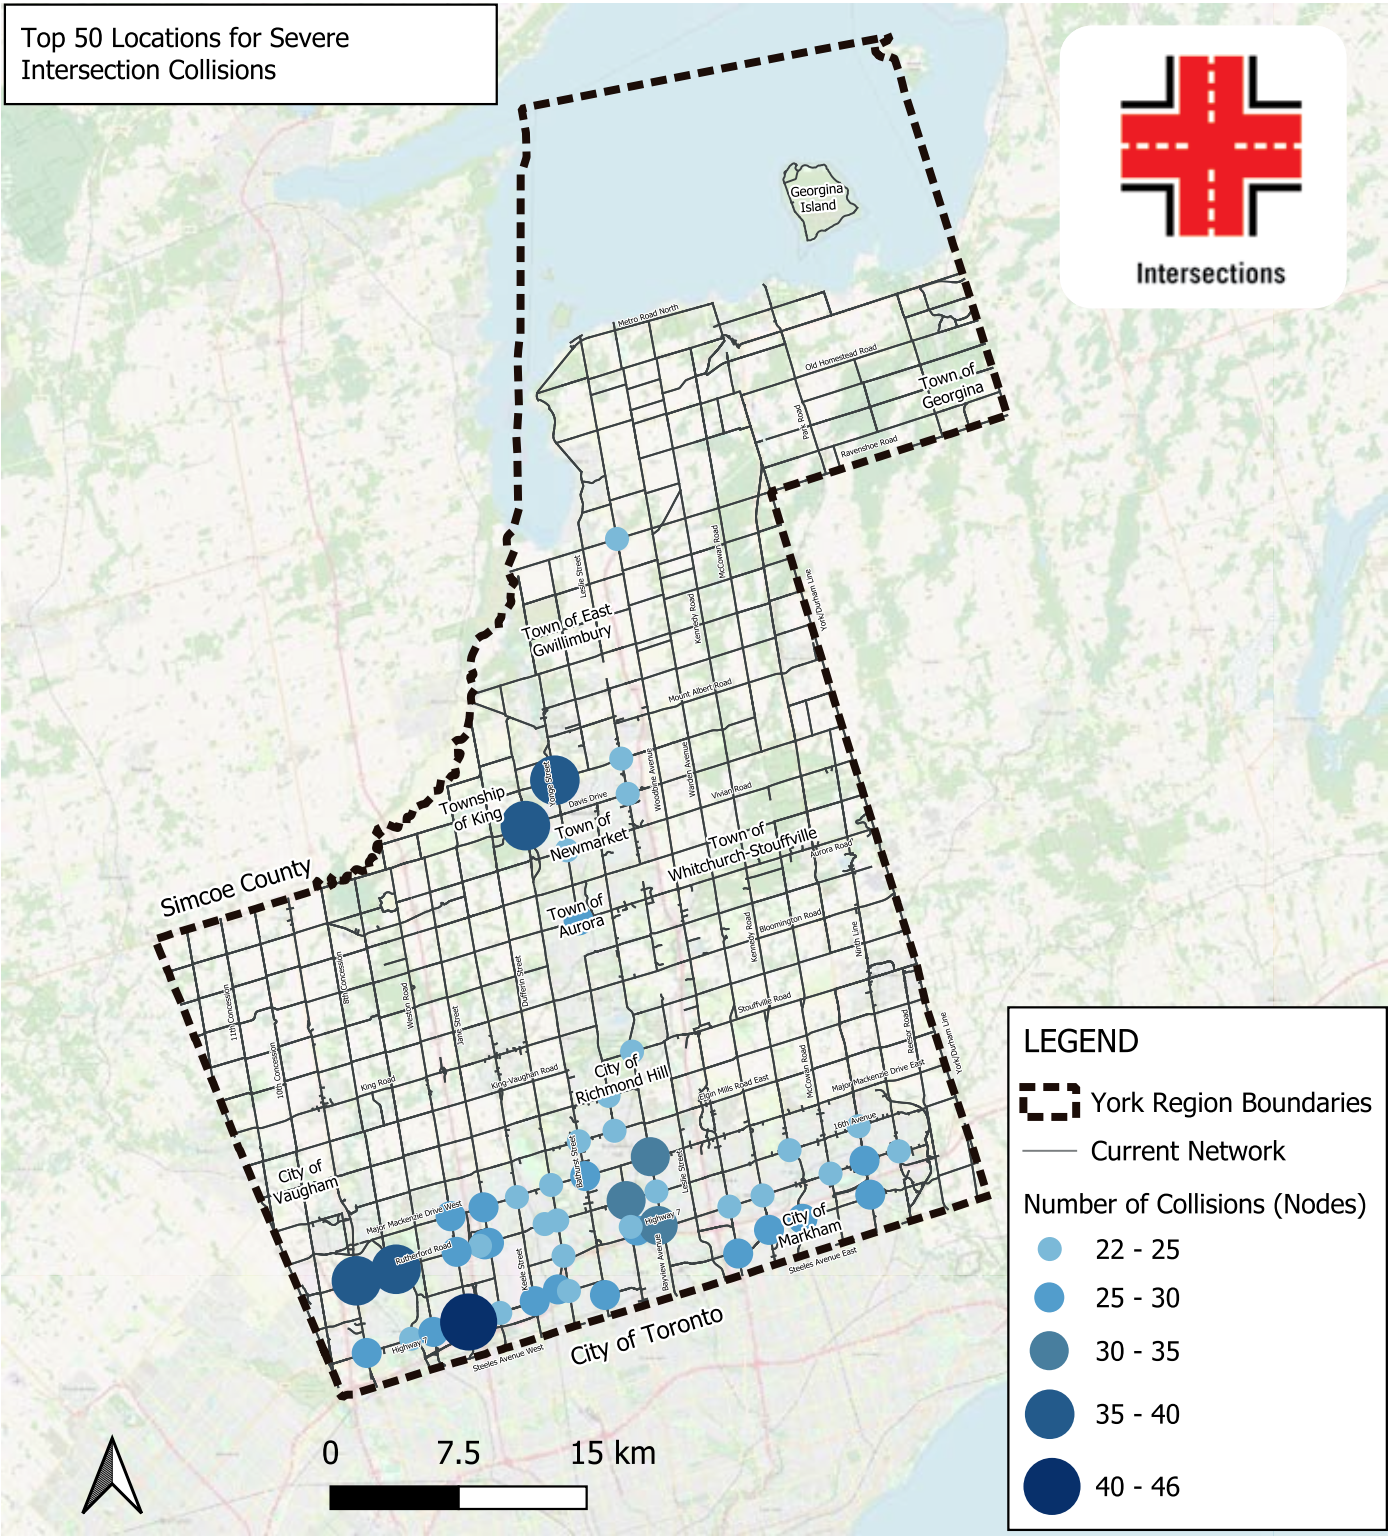 Top 50 Locations for Severe
Intersection Collisions
Intersections
Georgina
Island
Metro Road North
Old Homestead Road
Town of
Georgina
Park Road
Ravenshoe Road
McCowan Road
Leslie Street
York/Durham Line
Kennedy Road
Town of East
Gwillimbury
Mount Albert Road
Woodbine Avenue
Warden Avenue
Yonge Street
Davis Drive
Vivian Road
Township
of King
Town of
Newmarket
Town of
Whitchurch-Stouffville
Aurora Road
Simcoe County
Town of
Aurora
Kennedy Road
Bloomington Road
Ninth Line
8th Concession
Dufferin Street
11th Concession
Weston Road
Jane Street
Stouffville Road
Reesor Road
York/Durham Line
10th Concession
King Road
King-Vaughan Road
City of
Richmond Hill
Elgin Mills Road East
McCowan Road
Major Mackenzie Drive East
16th Avenue
Bathurst Street
Leslie Street
City of
Vaugham
Major Mackenzie Drive West
Highway 7
City of
Markham
Rutherford Road
Keele Street
Bayview Avenue
Steeles Avenue East
Highway 7
Steeles Avenue West
City of Toronto
0 7.5 15 km
LEGEND
York Region Boundaries
Current Network
Number of Collisions (Nodes)
22 - 25
25 - 30
30 - 35
35 - 40
40 - 46